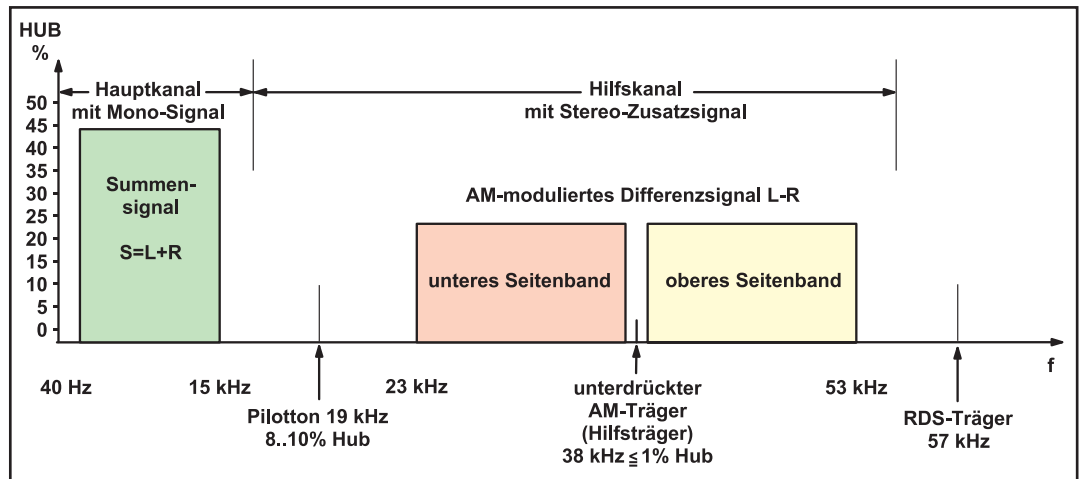 HUB
%
50
45
40
35
30
25
20
15
10
5
0
Hauptkanal
mit Mono-Signal
Hilfskanal
mit Stereo-Zusatzsignal
Summen-
signal
S=L+R
AM-moduliertes Differenzsignal L-R
unteres Seitenband
oberes Seitenband
f
40 Hz
15 kHz
23 kHz
53 kHz
Pilotton 19 kHz
8..10% Hub
unterdrückter
AM-Träger
(Hilfsträger)
38 kHz ≦ 1% Hub
RDS-Träger
57 kHz